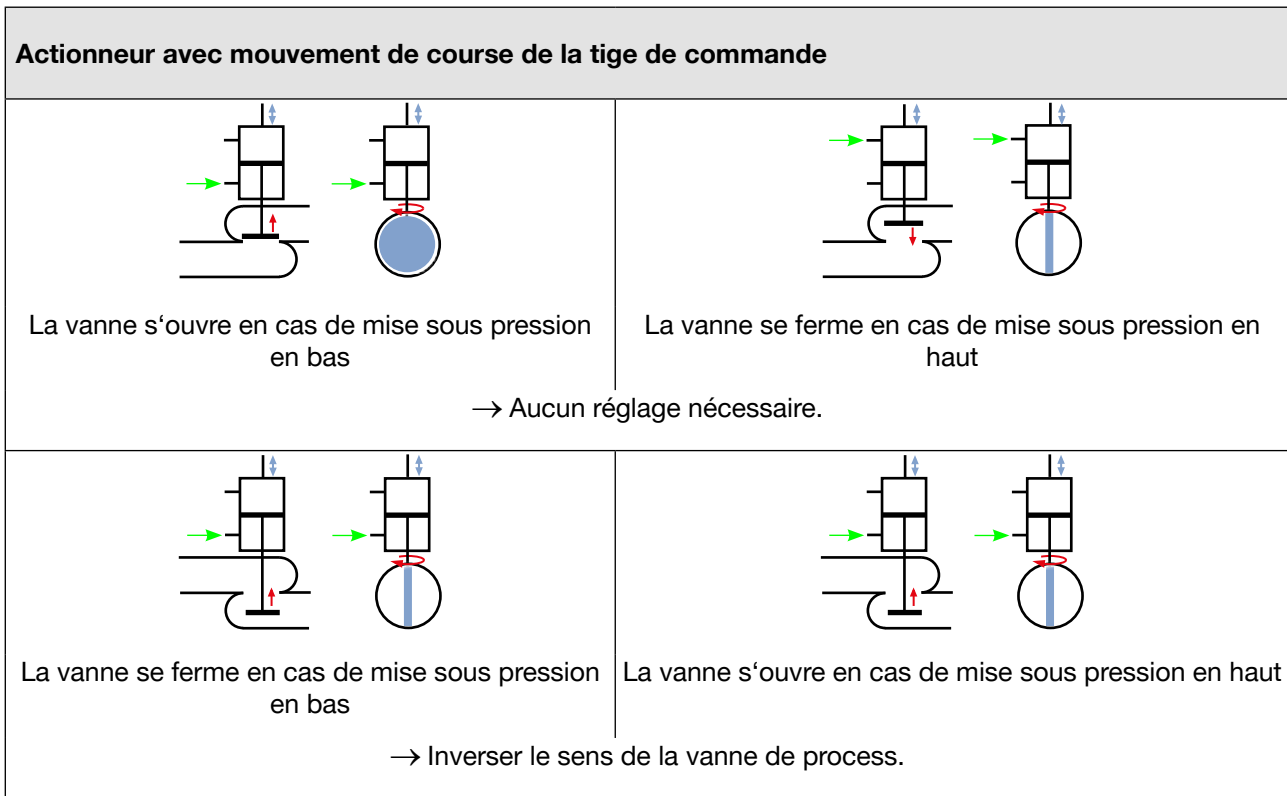 Actionneur avec mouvement de course de la tige de commande
La vanne s‘ouvre en cas de mise sous pression
en bas
La vanne se ferme en cas de mise sous pression en
haut
→ Aucun réglage nécessaire.
La vanne se ferme en cas de mise sous pression
en bas
La vanne s‘ouvre en cas de mise sous pression en haut
→ Inverser le sens de la vanne de process.